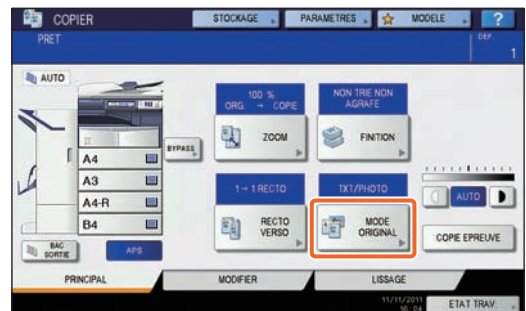 COPIER
STOCKAGE
PARAMETRES
MODELE
?
PRET
DEF.
1
AUTO
100 %
ORG. → COPIE
NON TRIE NON
AGRAFE
ZOOM
FINITION
BYPASS
A4
A3
A4-R
B4
1→1 RECTO
TXT/PHOTO
RECTO
VERSO
MODE
ORIGINAL
AUTO
COPIE EPREUVE
BAC
SORTIE
APS
PRINCIPAL
MODIFIER
LISSAGE
11/11/2011
10:04
ETAT TRAV.